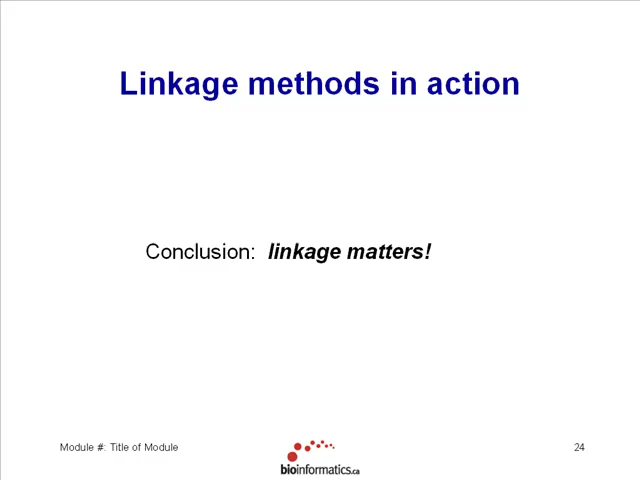 Linkage methods in action
Conclusion: linkage matters!
Module #: Title of Module
24
bioinformatics.ca